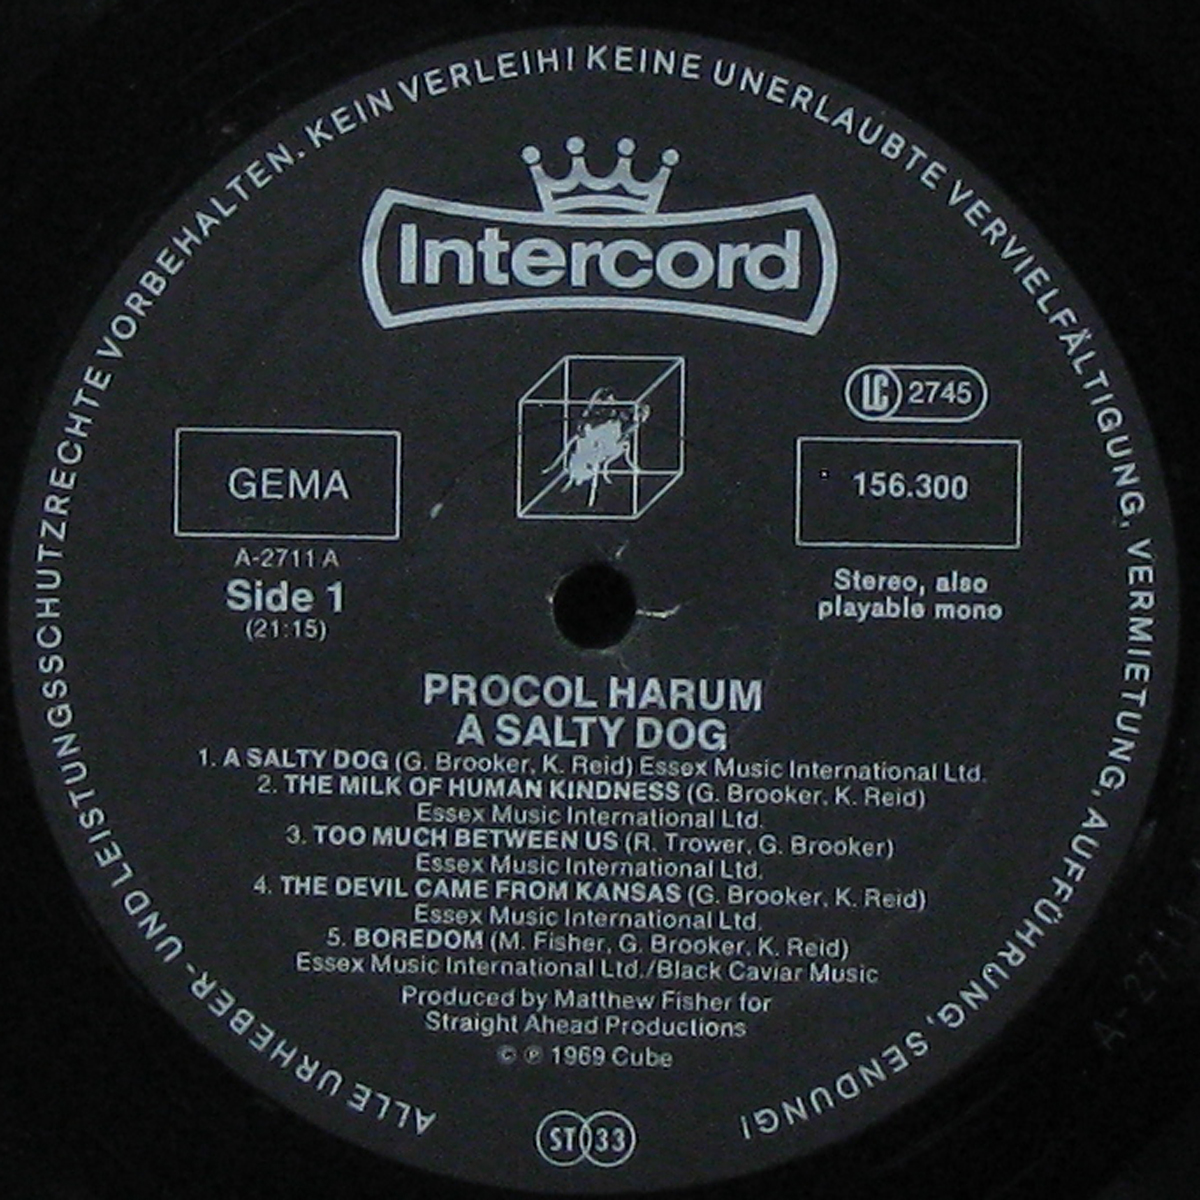 ALLE URHEBER- UND LEISTUNGSSCHUTZRECHTE VORBEHALTEN. KEIN VERLEIH! KEINE UNERLAUBTE VERVIELFÄLTIGUNG, VERMIETUNG, AUFFÜHRUNG, SENDUNG!
Intercord
LC 2745
GEMA
156.300
A-2711 A
Side 1
(21:15)
Stereo, also
playable mono
PROCOL HARUM
A SALTY DOG
1. A SALTY DOG (G. Brooker, K. Reid) Essex Music International Ltd.
2. THE MILK OF HUMAN KINDNESS (G. Brooker, K. Reid)
Essex Music International Ltd.
3. TOO MUCH BETWEEN US (R. Trower, G. Brooker)
Essex Music International Ltd.
4. THE DEVIL CAME FROM KANSAS (G. Brooker, K. Reid)
Essex Music International Ltd.
5. BOREDOM (M. Fisher, G. Brooker, K. Reid)
Essex Music International Ltd./Black Caviar Music
Produced by Matthew Fisher for
Straight Ahead Productions
© ℗ 1969 Cube
ST 33